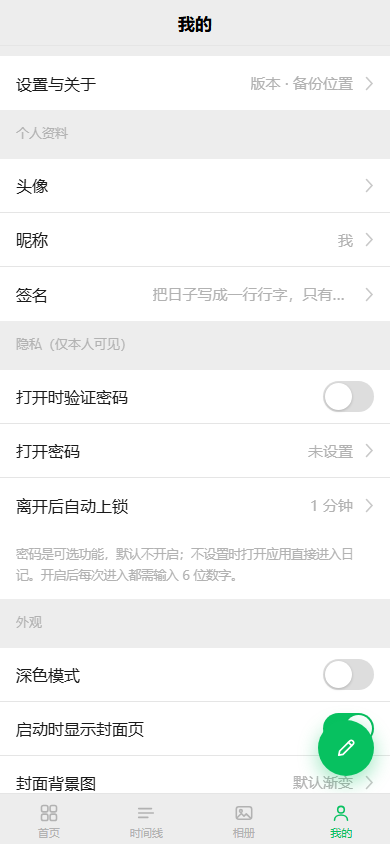 我的
设置与关于 版本 · 备份位置
个人资料
头像
昵称 我
签名 把日子写成一行行字，只有...
隐私（仅本人可见）
打开时验证密码
打开密码 未设置
离开后自动上锁 1 分钟
密码是可选功能，默认不开启；不设置时打开应用直接进入日
记。开启后每次进入都需输入 6 位数字。
外观
深色模式
启动时显示封面页
封面背景图 默认渐变
首页 时间线 相册 我的